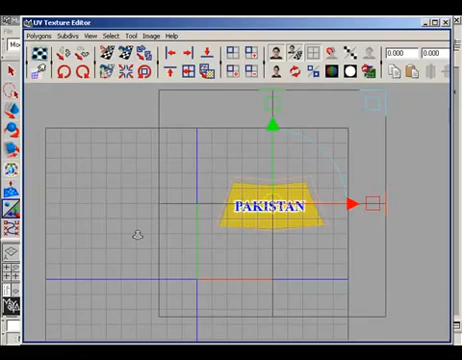 UV Texture Editor
Polygons Subdivs View Select Tool Image Help
0.000 0.000
PAKISTAN